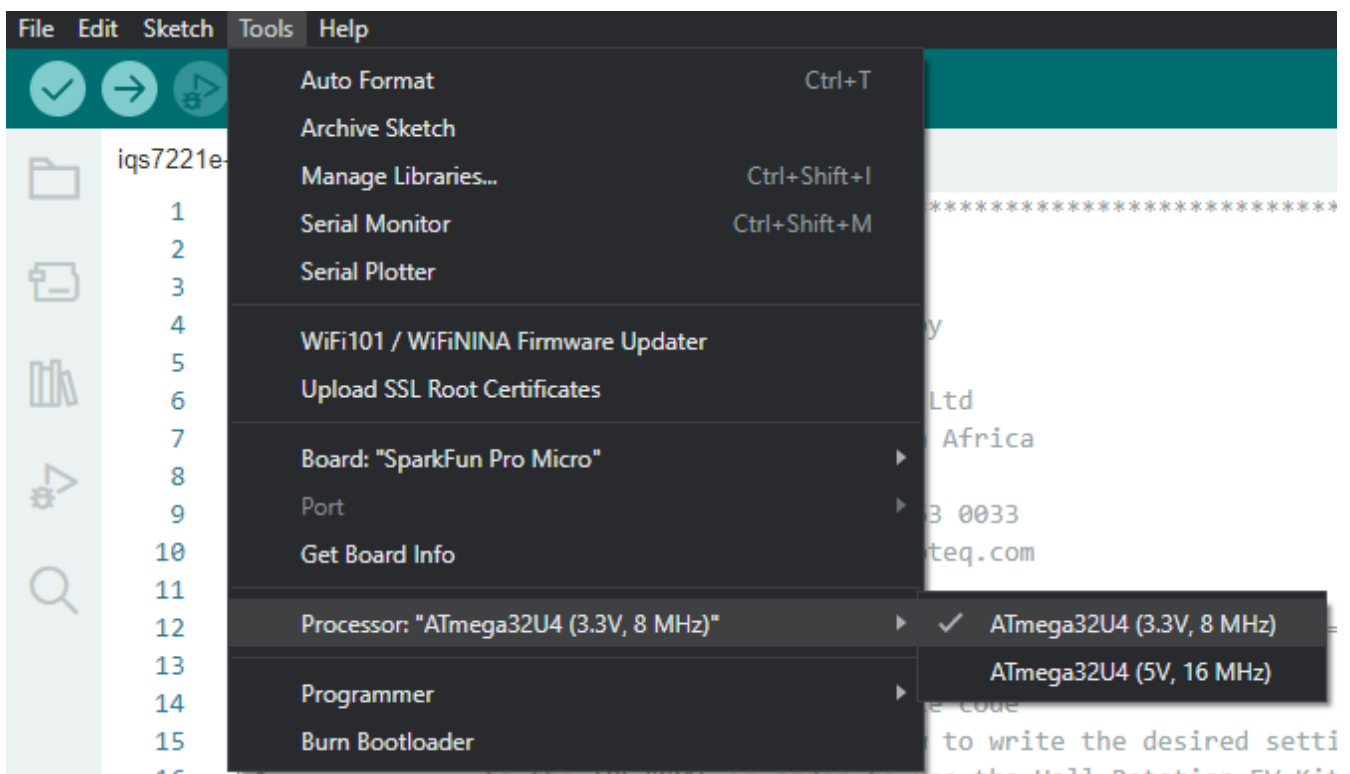 File Edit Sketch Tools Help
Auto Format Ctrl+T
Archive Sketch
iqs7221e-
Manage Libraries... Ctrl+Shift+I
1 ****************************
Serial Monitor Ctrl+Shift+M
2
Serial Plotter
3
4
WiFi101 / WiFiNINA Firmware Updater
5
Upload SSL Root Certificates
6 Ltd
7 Africa
Board: "SparkFun Pro Micro"
8
Port
9 3 0033
10 Get Board Info teq.com
11
12 Processor: "ATmega32U4 (3.3V, 8 MHz)" ATmega32U4 (3.3V, 8 MHz)
13 ATmega32U4 (5V, 16 MHz)
14 Programmer code
15 Burn Bootloader to write the desired setti